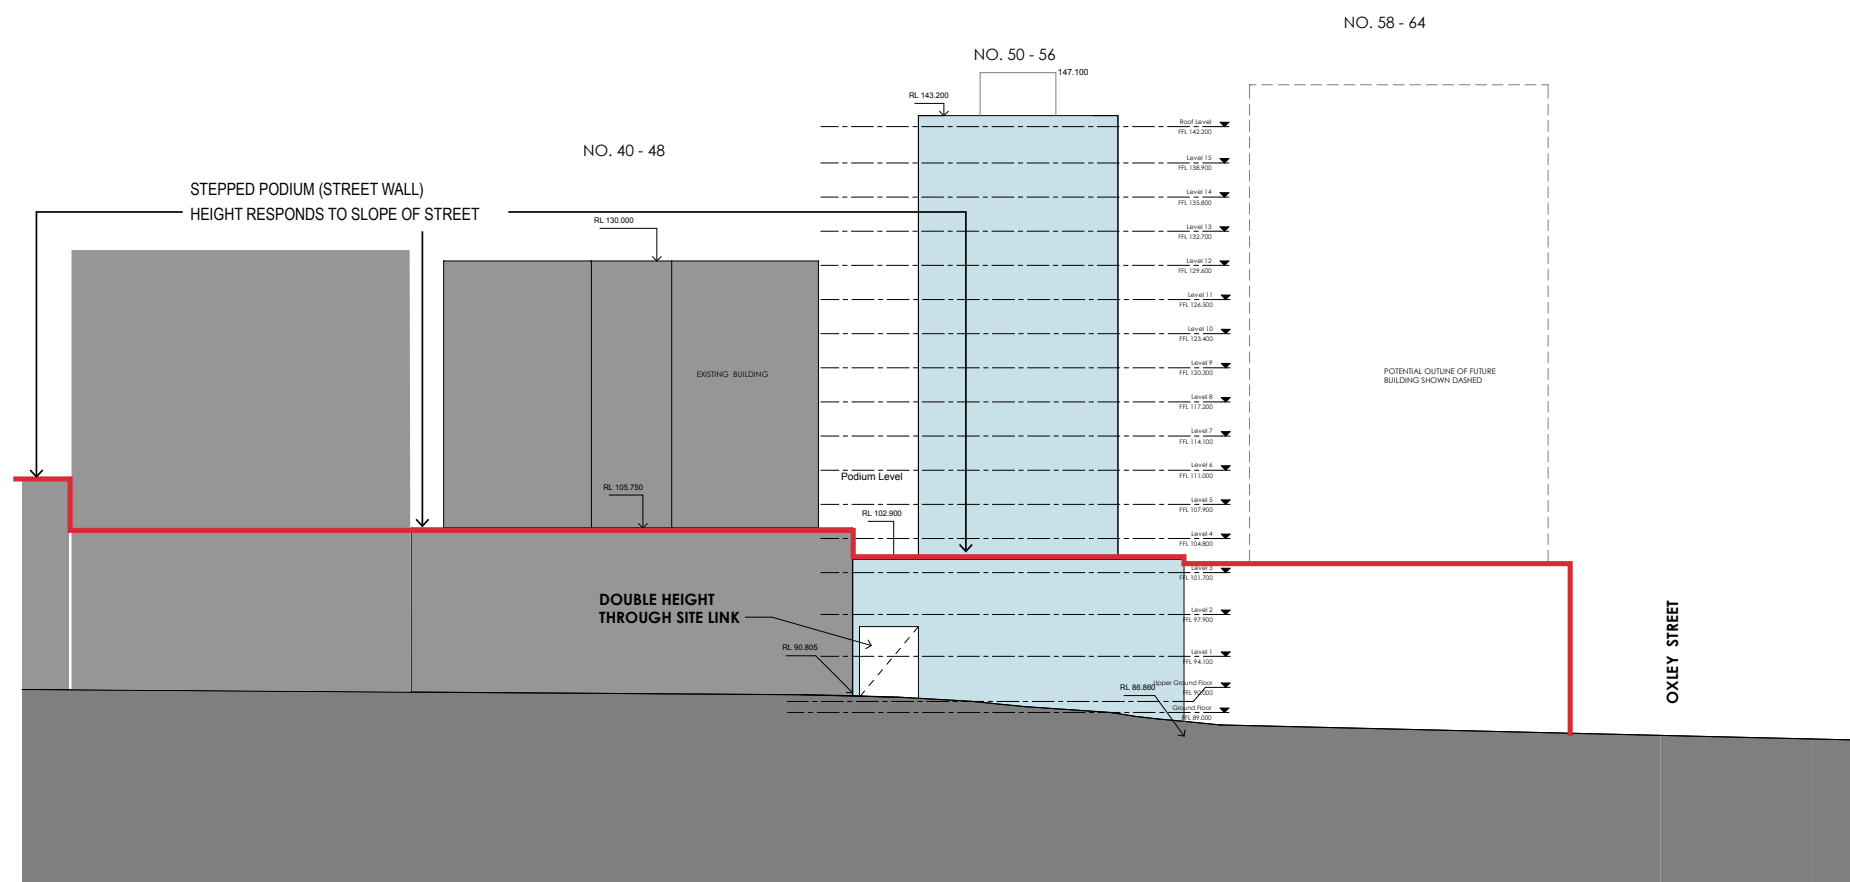 NO. 58 - 64
NO. 50 - 56
147.100
RL 143.200
NO. 40 - 48
STEPPED PODIUM (STREET WALL)
HEIGHT RESPONDS TO SLOPE OF STREET
RL 130.000
Roof Level
FFL 142.200
Level 15
FFL 138.900
Level 14
FFL 135.800
Level 13
FFL 132.700
Level 12
FFL 129.600
Level 11
FFL 126.500
Level 10
FFL 123.400
Level 9
FFL 120.300
Level 8
FFL 117.200
Level 7
FFL 114.100
Level 6
FFL 111.000
Level 5
FFL 107.900
Level 4
FFL 104.800
Level 3
FFL 101.700
Level 2
FFL 97.900
Level 1
FFL 94.100
Upper Ground Floor
FFL 90.000
Ground Floor
FFL 89.000
EXISTING BUILDING
POTENTIAL OUTLINE OF FUTURE
BUILDING SHOWN DASHED
Podium Level
RL 105.750
RL 102.900
DOUBLE HEIGHT
THROUGH SITE LINK
RL 90.805
RL 86.860
OXLEY STREET